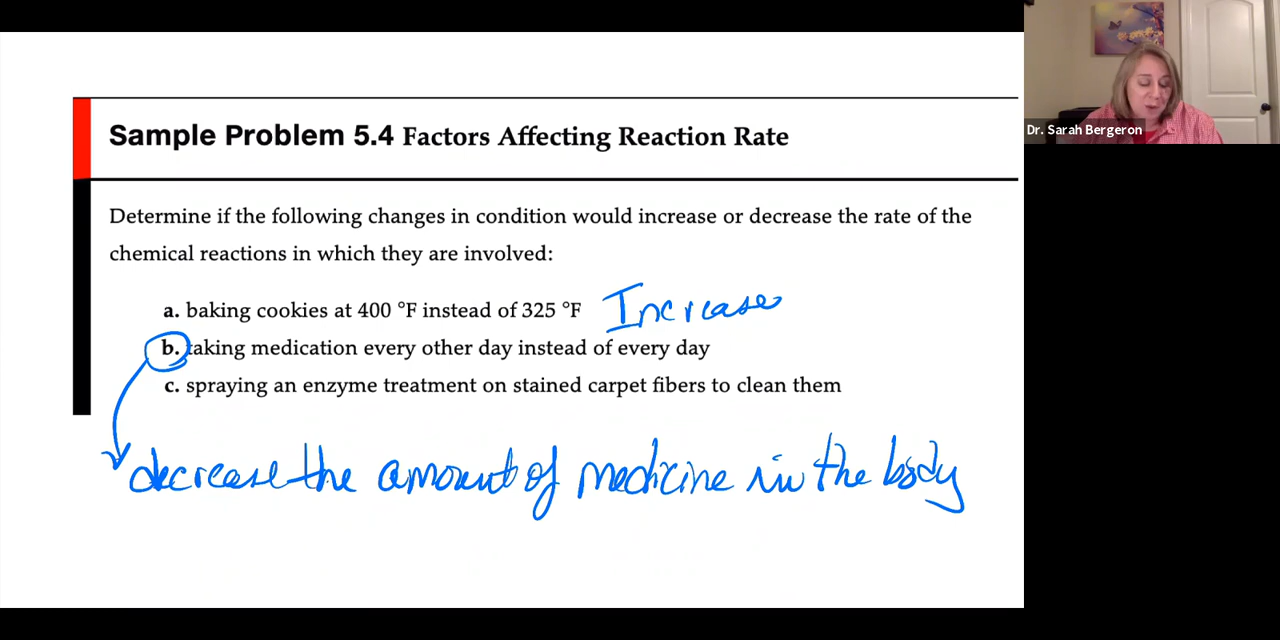 Sample Problem 5.4 Factors Affecting Reaction Rate
Determine if the following changes in condition would increase or decrease the rate of the
chemical reactions in which they are involved:
a. baking cookies at 400 °F instead of 325 °F Increase
b. taking medication every other day instead of every day
c. spraying an enzyme treatment on stained carpet fibers to clean them
decrease the amount of medicine in the body
Dr. Sarah Bergeron